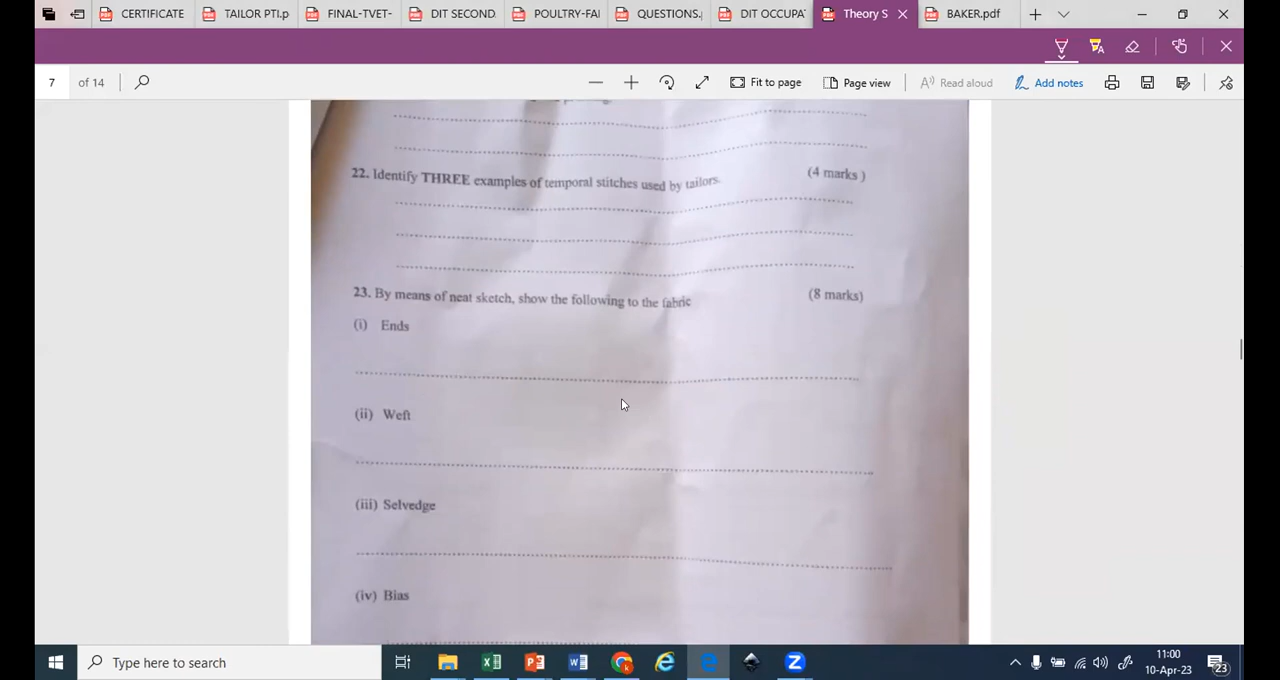 CERTIFICATE
TAILOR PTI.p
FINAL-TVET-
DIT SECOND
POULTRY-FA
QUESTIONS.
DIT OCCUPA
Theory S
BAKER.pdf
7 of 14
Fit to page
Page view
Read aloud
Add notes
22. Identify THREE examples of temporal stitches used by tailors. (4 marks )
23. By means of neat sketch, show the following to the fabric (8 marks)
(i) Ends
(ii) Weft
(iii) Selvedge
(iv) Bias
Type here to search
11:00
10-Apr-23
23